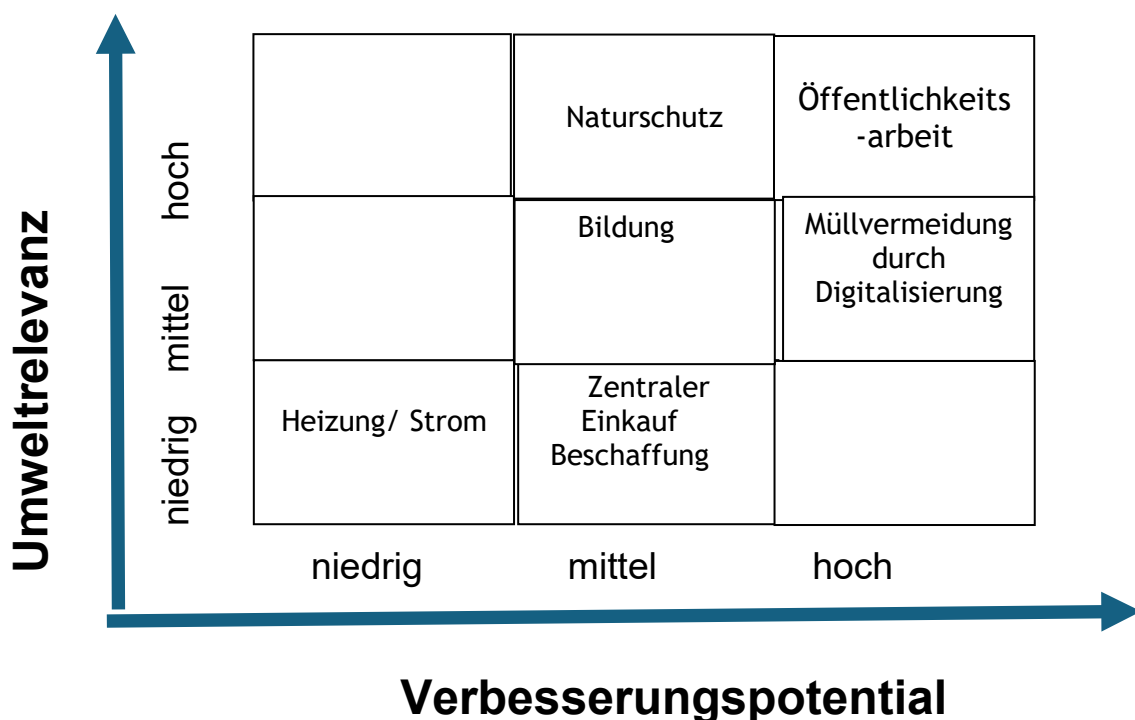 Umweltrelevanz
hoch
mittel
niedrig
Naturschutz
Öffentlichkeits
-arbeit
Bildung
Müllvermeidung
durch
Digitalisierung
Heizung/ Strom
Zentraler
Einkauf
Beschaffung
niedrig
mittel
hoch
Verbesserungspotential